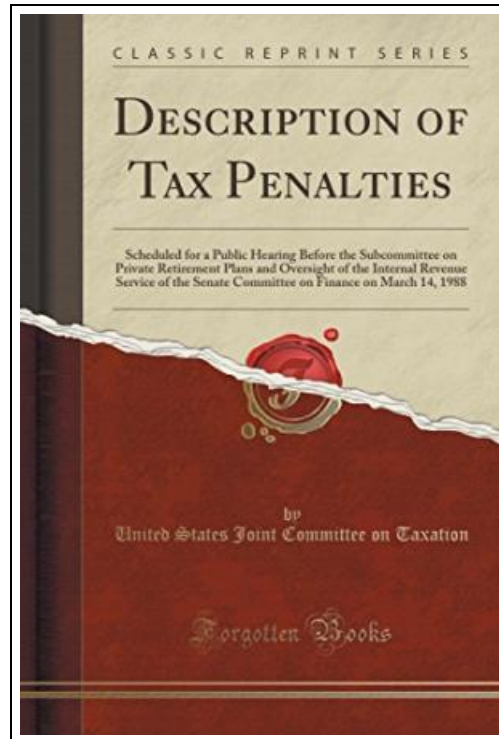 CLASSIC REPRINT SERIES
DESCRIPTION OF
TAX PENALTIES
Scheduled for a Public Hearing Before the Subcommittee on
Private Retirement Plans and Oversight of the Internal Revenue
Service of the Senate Committee on Finance on March 14, 1988
by
United States Joint Committee on Taxation
Forgotten Books